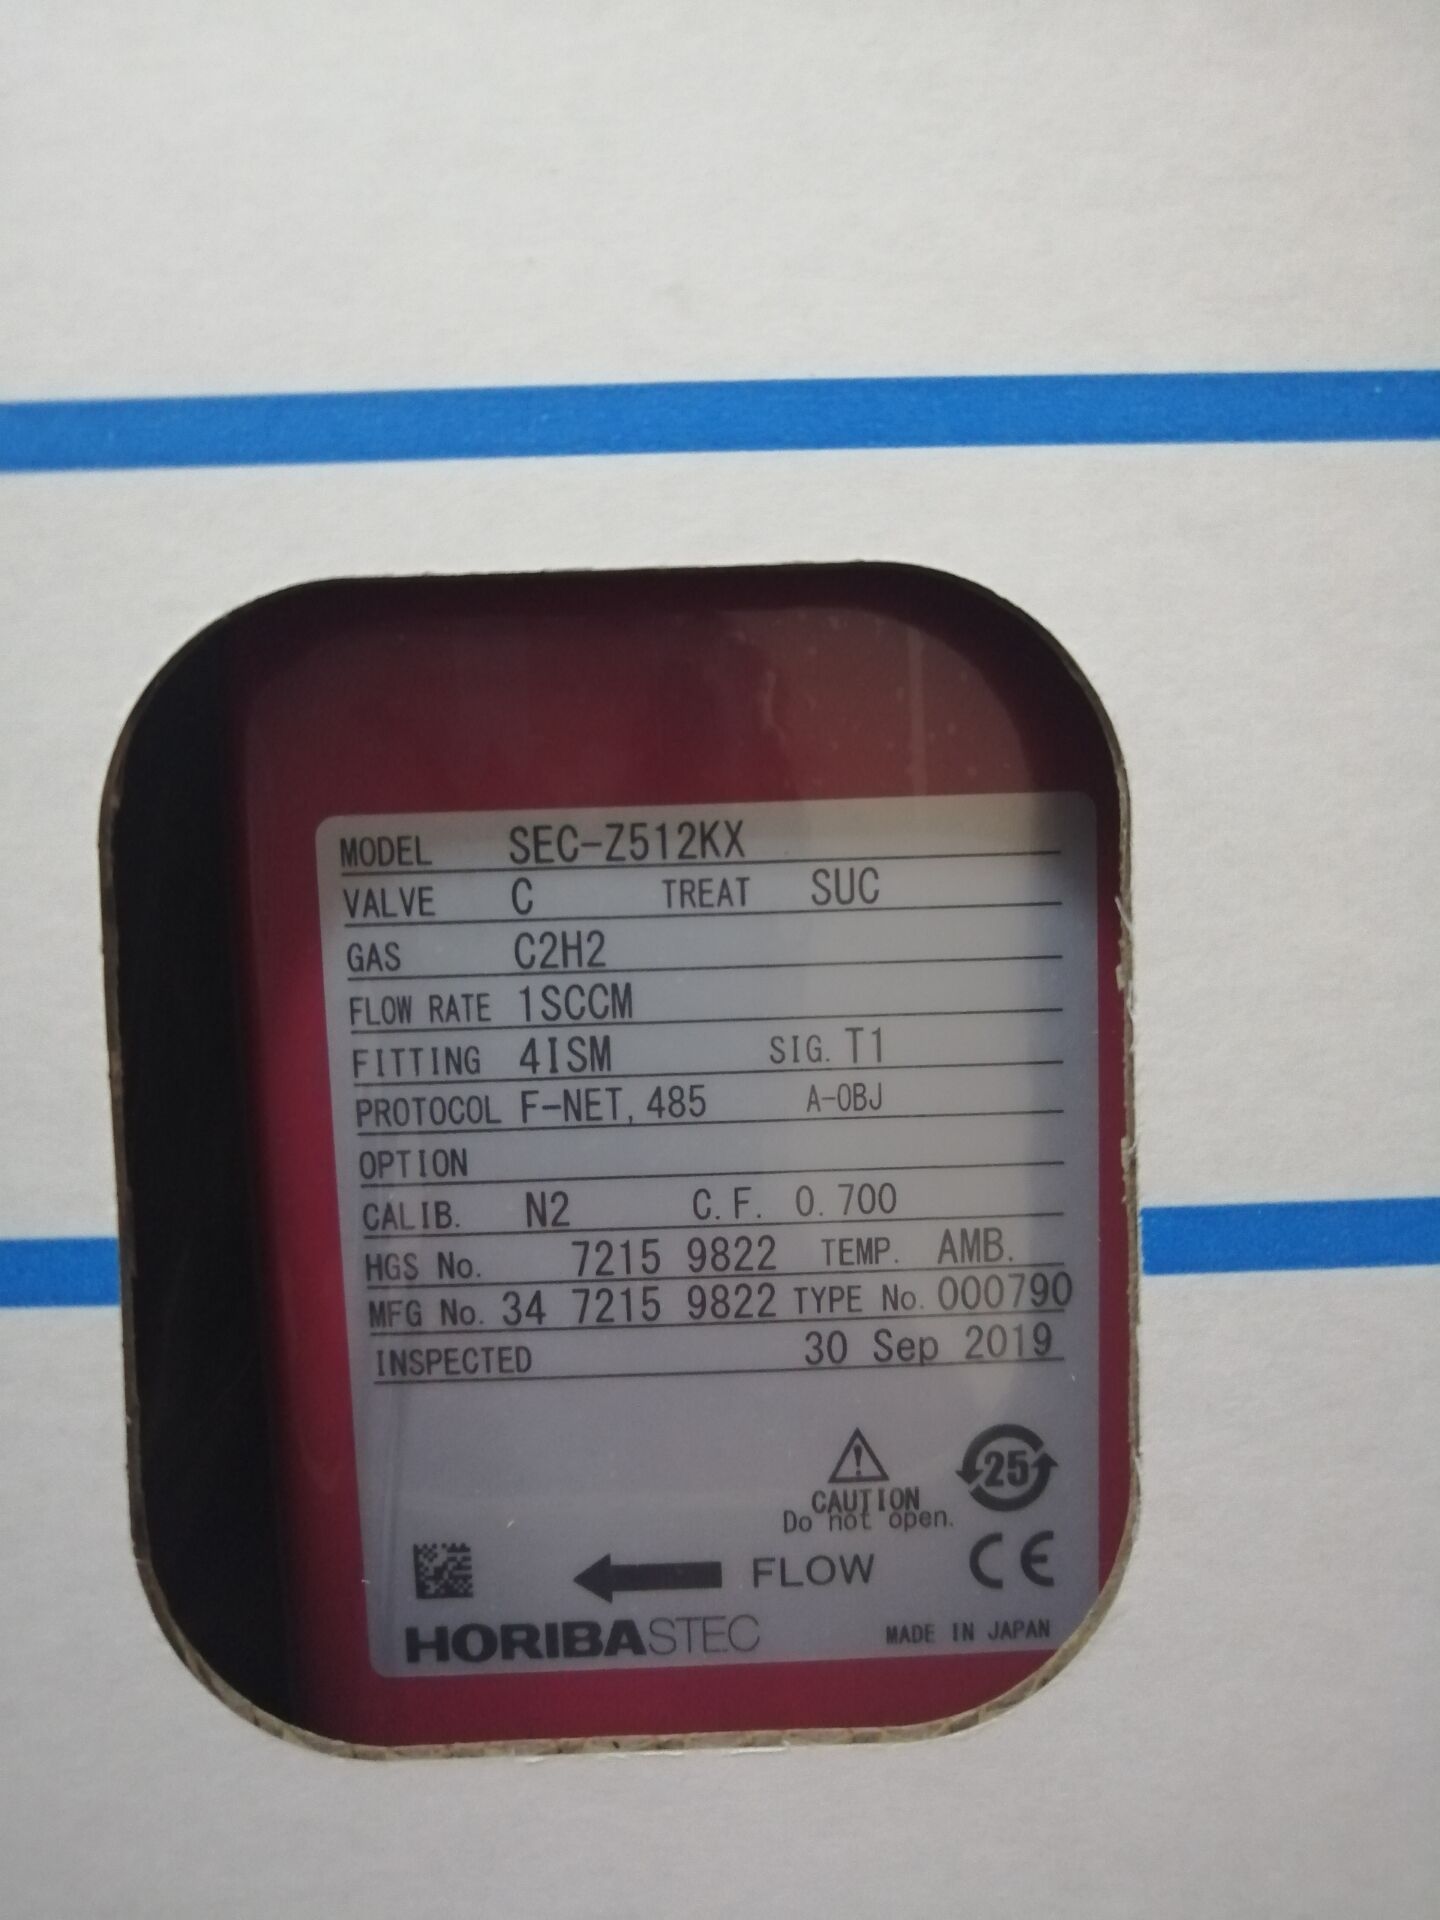 MODEL SEC-Z512KX
VALVE C TREAT SUC
GAS C2H2
FLOW RATE 1SCCM
FITTING 4ISM SIG. T1
PROTOCOL F-NET, 485 A-OBJ
OPTION
CALIB. N2 C.F. 0.700
HGS No. 7215 9822 TEMP. AMB.
MFG No. 34 7215 9822 TYPE No. 000790
INSPECTED 30 Sep 2019
25
CAUTION
Do not open.
FLOW CE
HORIBASTEC MADE IN JAPAN